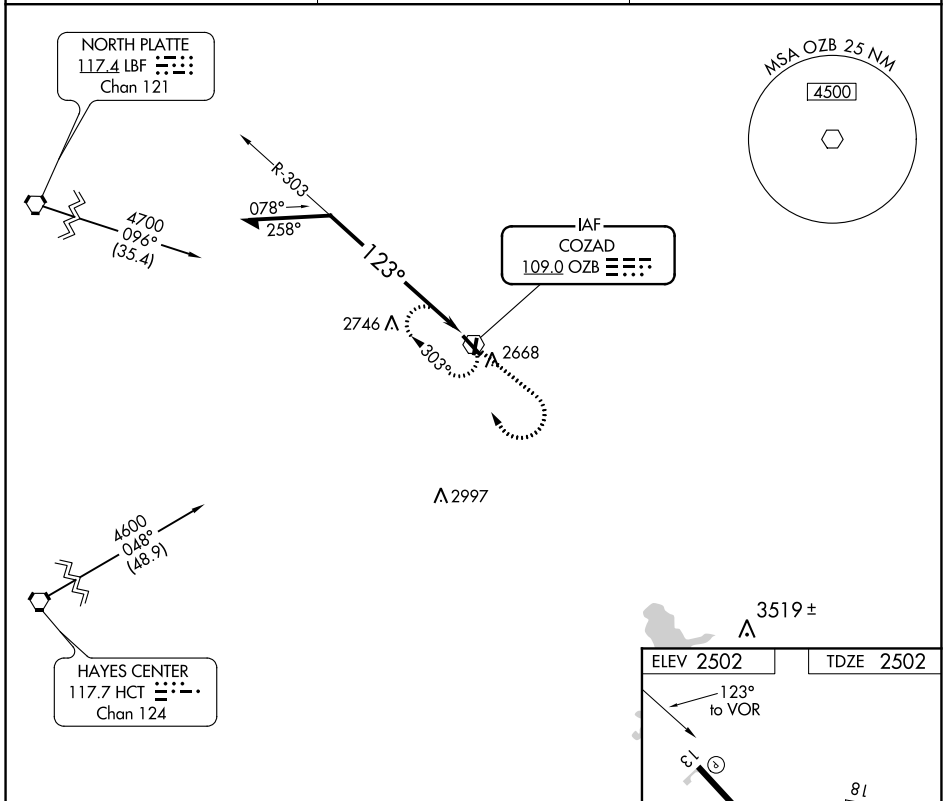 NORTH PLATTE
117.4 LBF
Chan 121
MSA OZB 25 NM
4500
R-303
078°
258°
4700
096°
(35.4)
123°
IAF
COZAD
109.0 OZB
2746
303°
2668
2997
4600
048°
(48.9)
HAYES CENTER
117.7 HCT
Chan 124
3519 ±
ELEV 2502
TDZE 2502
123°
to VOR
13
P
18